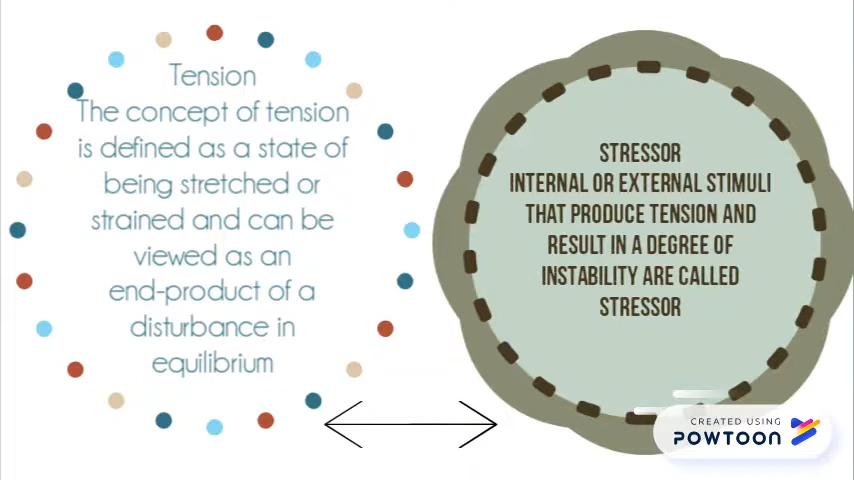 Tension
The concept of tension
is defined as a state of
being stretched or
strained and can be
viewed as an
end-product of a
disturbance in
equilibrium
STRESSOR
INTERNAL OR EXTERNAL STIMULI
THAT PRODUCE TENSION AND
RESULT IN A DEGREE OF
INSTABILITY ARE CALLED
STRESSOR
CREATED USING
POWTOON